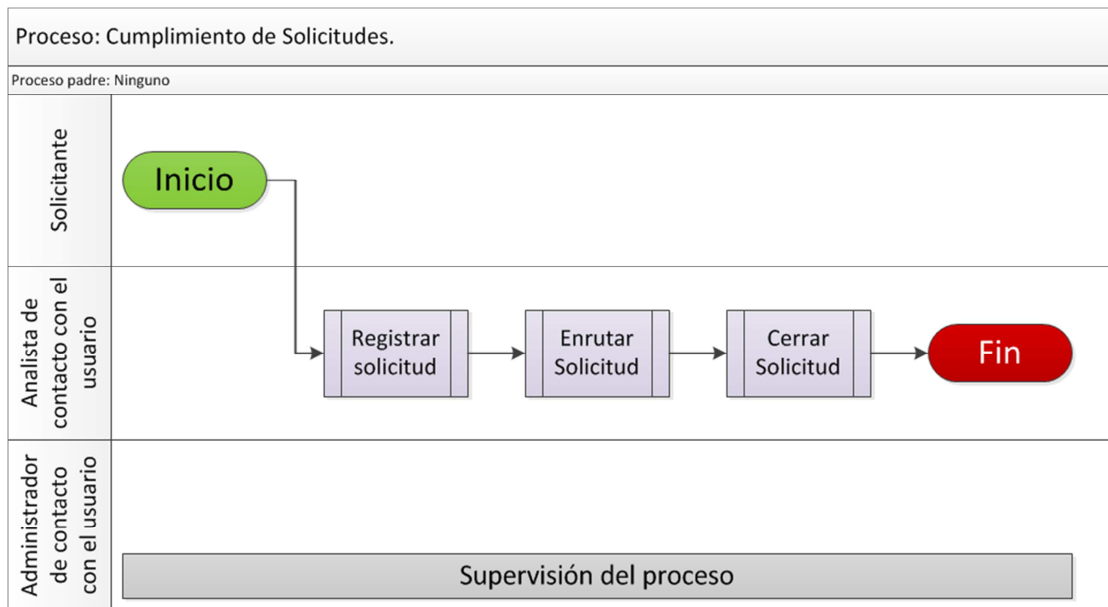 Proceso: Cumplimiento de Solicitudes.
Proceso padre: Ninguno
Solicitante
Inicio
Analista de
contacto con el
usuario
Registrar
solicitud
Enrutar
Solicitud
Cerrar
Solicitud
Fin
Administrador
de contacto
con el usuario
Supervisión del proceso